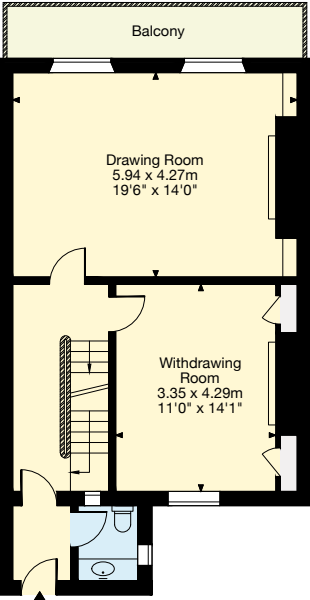 Balcony
Drawing Room
5.94 x 4.27m
19'6" x 14'0"
Withdrawing
Room
3.35 x 4.29m
11'0" x 14'1"